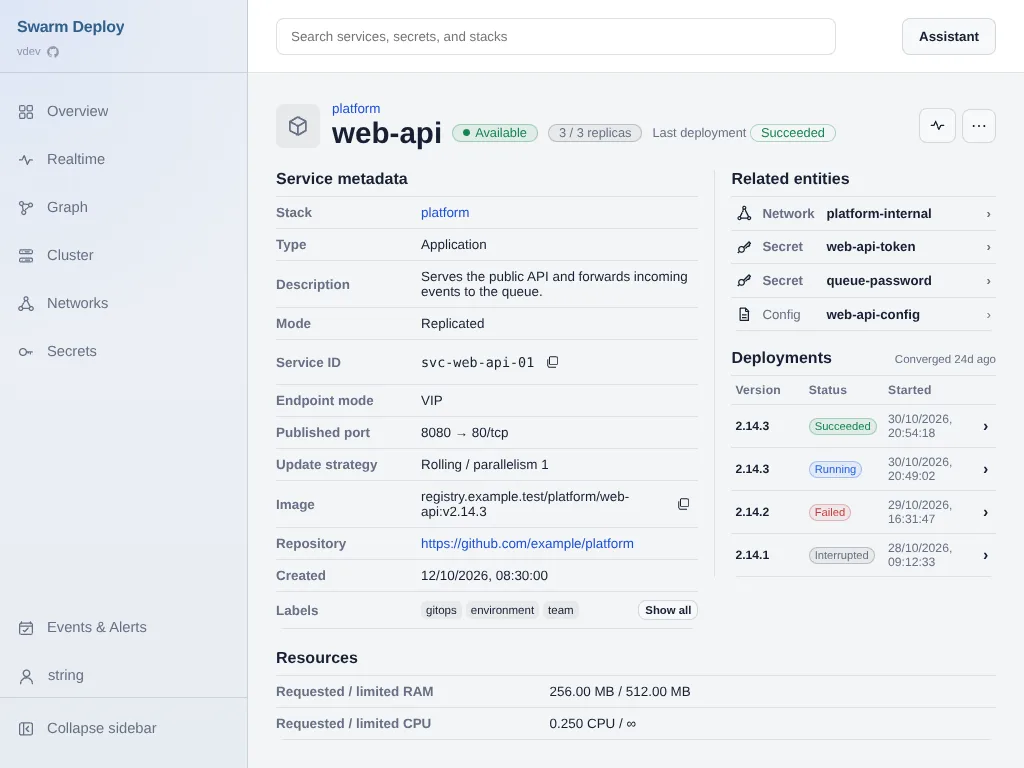 Swarm Deploy
vdev
Search services, secrets, and stacks
Assistant
Overview
Realtime
Graph
Cluster
Networks
Secrets
Events & Alerts
string
Collapse sidebar
platform
web-api
Available
3 / 3 replicas
Last deployment Succeeded
Service metadata
Stack platform
Type Application
Description Serves the public API and forwards incoming
events to the queue.
Mode Replicated
Service ID svc-web-api-01
Endpoint mode VIP
Published port 8080 → 80/tcp
Update strategy Rolling / parallelism 1
Image registry.example.test/platform/web-
api:v2.14.3
Repository https://github.com/example/platform
Created 12/10/2026, 08:30:00
Labels gitops environment team Show all
Related entities
Network platform-internal ›
Secret web-api-token ›
Secret queue-password ›
Config web-api-config ›
Deployments Converged 24d ago
Version Status Started
2.14.3 Succeeded 30/10/2026,
20:54:18 ›
2.14.3 Running 30/10/2026,
20:49:02 ›
2.14.2 Failed 29/10/2026,
16:31:47 ›
2.14.1 Interrupted 28/10/2026,
09:12:33 ›
Resources
Requested / limited RAM 256.00 MB / 512.00 MB
Requested / limited CPU 0.250 CPU / ∞